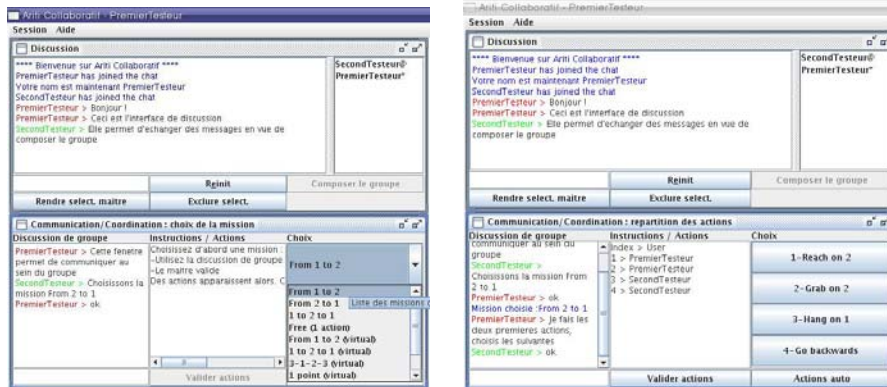 Ariti Collaboratif - PremierTesteur
Session Aide
Discussion
**** Bienvenue sur Ariti Collaboratif ****
PremierTesteur has joined the chat
Votre nom est maintenant PremierTesteur
SecondTesteur has joined the chat
PremierTesteur > Bonjour !
PremierTesteur > Ceci est l'interface de discussion
SecondTesteur > Elle permet d'echanger des messages en vue de
composer le groupe
SecondTesteur@
PremierTesteur*
Reinit
Composer le groupe
Rendre select. maitre
Exclure select.
Communication/Coordination : choix de la mission
Discussion de groupe
PremierTesteur > Cette fenetre
permet de communiquer au
sein du groupe
SecondTesteur > Choisissons la
mission From 2 to 1
PremierTesteur > ok
Instructions / Actions
Choisissez d'abord une mission :
-Utilisez la discussion de groupe
-Le maitre valide
Des actions apparaissent alors. C
Choix
From 1 to 2
From 1 to 2
From 2 to 1
Liste des missions
1 to 2 to 1
Free (1 action)
From 1 to 2 (virtual)
1 to 2 to 1 (virtual)
3-1-2-3 (virtual)
1 point (virtual)
Valider actions
Ariti Collaboratif - PremierTesteur
Session Aide
Discussion
**** Bienvenue sur Ariti Collaboratif ****
PremierTesteur has joined the chat
Votre nom est maintenant PremierTesteur
SecondTesteur has joined the chat
PremierTesteur > Bonjour !
PremierTesteur > Ceci est l'interface de discussion
SecondTesteur > Elle permet d'echanger des messages en vue de
composer le groupe
SecondTesteur@
PremierTesteur*
Reinit
Composer le groupe
Rendre select. maitre
Exclure select.
Communication/Coordination : repartition des actions
Discussion de groupe
communiquer au sein du
groupe
SecondTesteur >
Choisissons la mission From
2 to 1
PremierTesteur > ok
Mission choisie :From 2 to 1
PremierTesteur > Je fais les
deux premieres actions,
choisis les suivantes
SecondTesteur > ok
Instructions / Actions
Index > User
1 > PremierTesteur
2 > PremierTesteur
3 > SecondTesteur
4 > SecondTesteur
Choix
1-Reach on 2
2-Grab on 2
3-Hang on 1
4-Go backwards
Valider actions
Actions auto